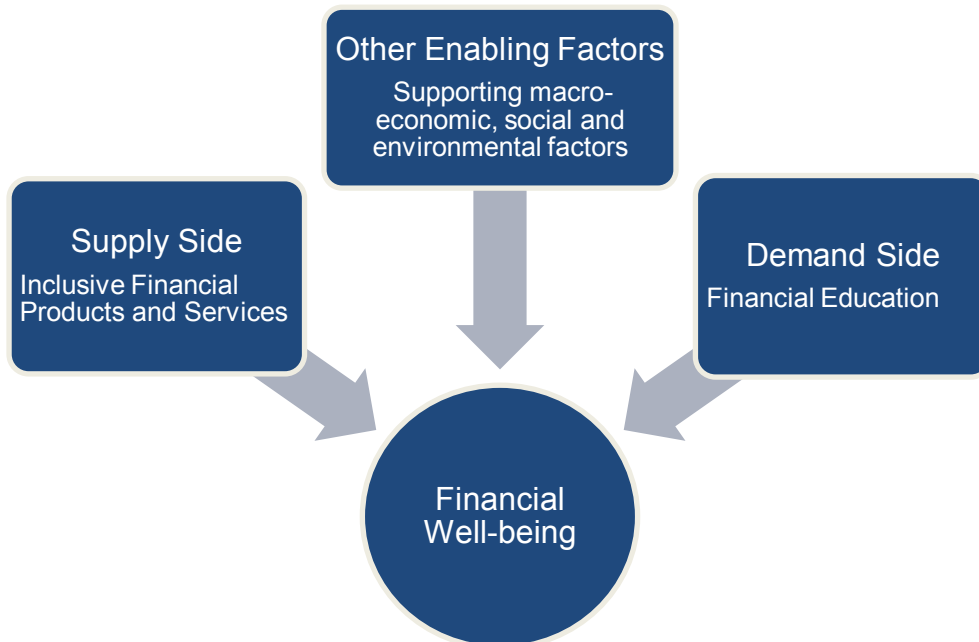 Other Enabling Factors
Supporting macro-
economic, social and
environmental factors
Supply Side
Inclusive Financial
Products and Services
Demand Side
Financial Education
Financial
Well-being